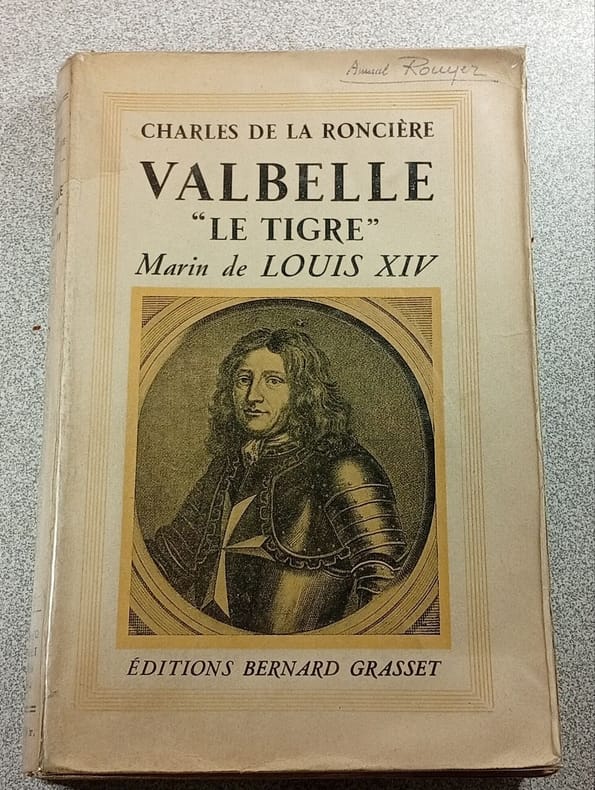 Rouyer
CHARLES DE LA RONCIÈRE
VALBELLE
“LE TIGRE”
Marin de LOUIS XIV
ÉDITIONS BERNARD GRASSET